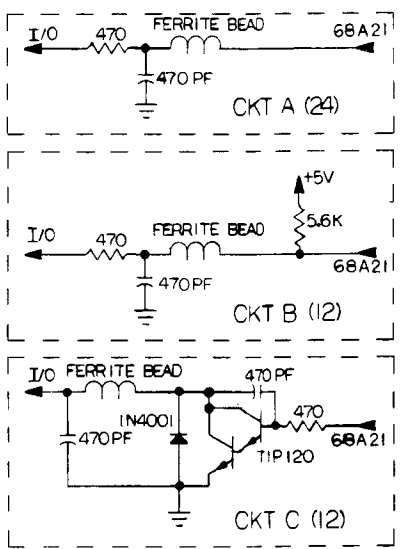 FERRITE BEAD
I/O 470 68A21
470 PF
CKT A (24)
+5V
5.6K
FERRITE BEAD
I/O 470
68A21
470 PF
CKT B (12)
I/O FERRITE BEAD 470 PF
1N4001 470
470 PF 68A21
TIP120
CKT C (12)